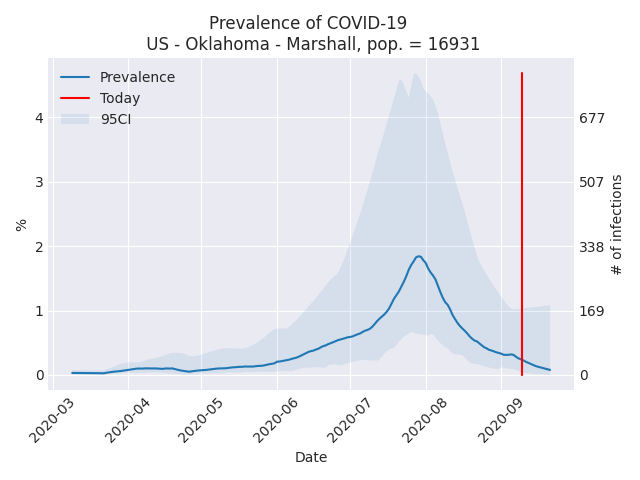 Prevalence of COVID-19
US - Oklahoma - Marshall, pop. = 16931
Prevalence
Today
95CI
4
3
2
1
0
%
677
507
338
169
0
# of infections
2020-03
2020-04
2020-05
2020-06
2020-07
2020-08
2020-09
Date